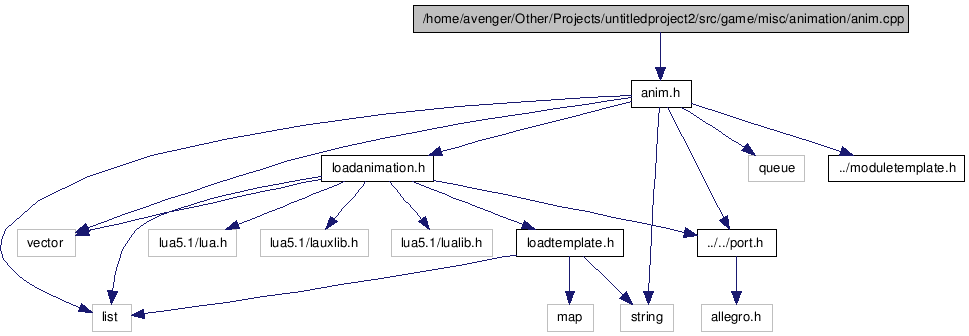 /home/avenger/Other/Projects/untitledproject2/src/game/misc/animation/anim.cpp
anim.h
loadanimation.h
queue
../moduletemplate.h
vector
lua5.1/lua.h
lua5.1/lauxlib.h
lua5.1/lualib.h
loadtemplate.h
../../port.h
list
map
string
allegro.h